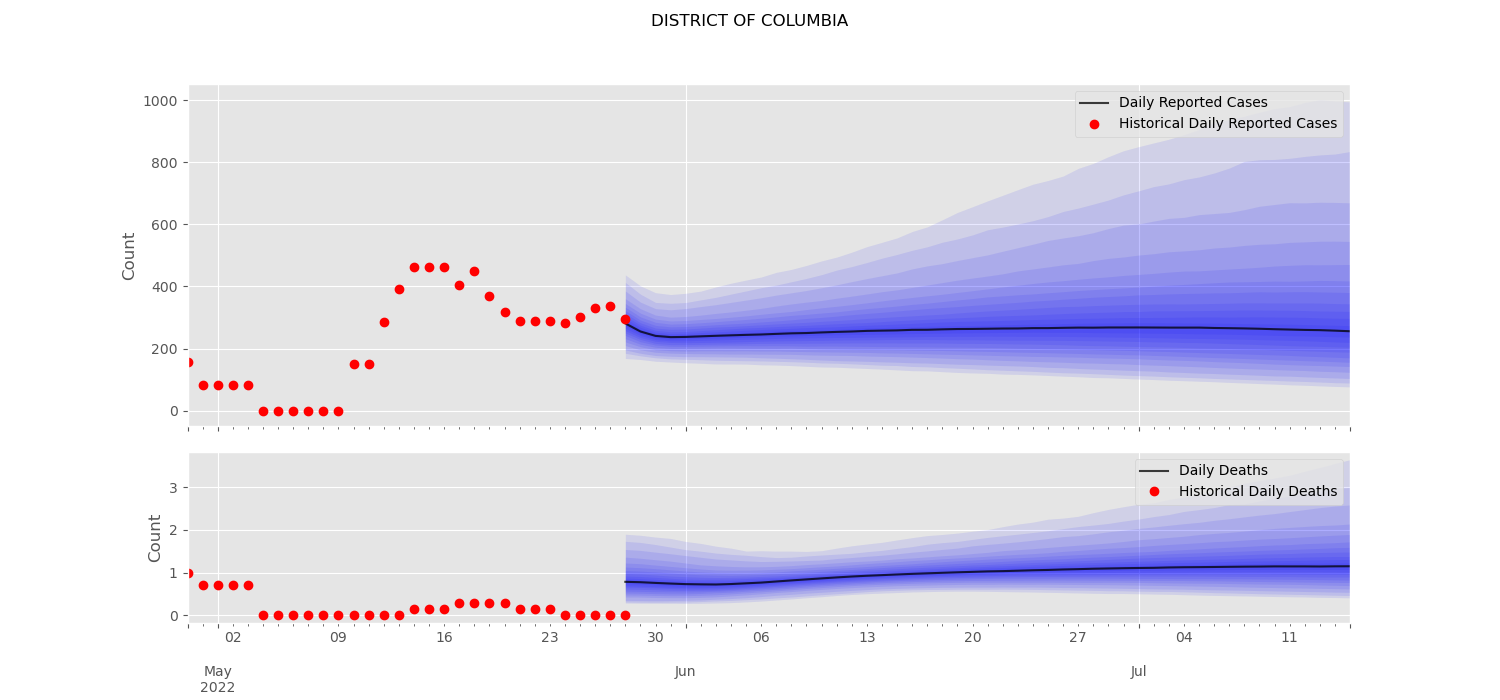 DISTRICT OF COLUMBIA
1000
800
600
400
200
0
Count
Daily Reported Cases
Historical Daily Reported Cases
3
2
1
0
Count
Daily Deaths
Historical Daily Deaths
02 09 16 23 30 06 13 20 27 04 11
May Jun Jul
2022